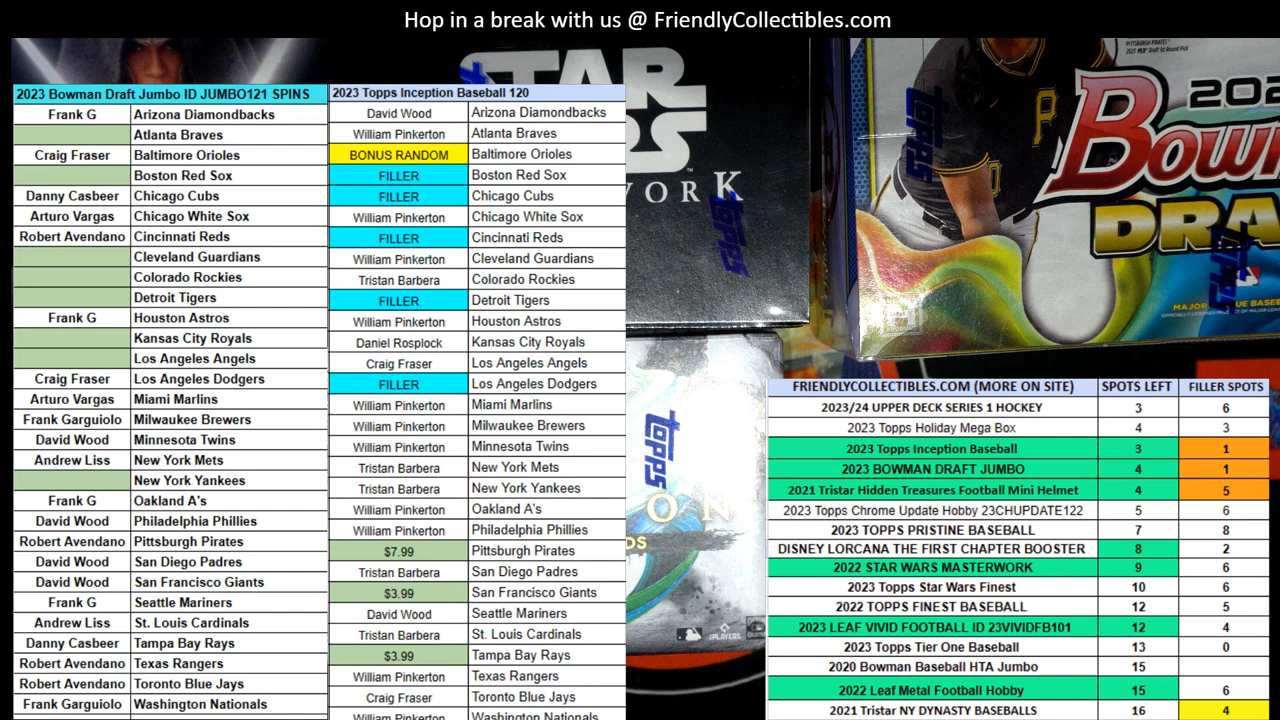 Hop in a break with us @ FriendlyCollectibles.com
2023 Bowman Draft Jumbo ID JUMBO121 SPINS
Frank G Arizona Diamondbacks
Atlanta Braves
Craig Fraser Baltimore Orioles
Boston Red Sox
Danny Casbeer Chicago Cubs
Arturo Vargas Chicago White Sox
Robert Avendano Cincinnati Reds
Cleveland Guardians
Colorado Rockies
Detroit Tigers
Frank G Houston Astros
Kansas City Royals
Los Angeles Angels
Craig Fraser Los Angeles Dodgers
Arturo Vargas Miami Marlins
Frank Garguiolo Milwaukee Brewers
David Wood Minnesota Twins
Andrew Liss New York Mets
New York Yankees
Frank G Oakland A's
David Wood Philadelphia Phillies
Robert Avendano Pittsburgh Pirates
David Wood San Diego Padres
David Wood San Francisco Giants
Frank G Seattle Mariners
Andrew Liss St. Louis Cardinals
Danny Casbeer Tampa Bay Rays
Robert Avendano Texas Rangers
Robert Avendano Toronto Blue Jays
Frank Garguiolo Washington Nationals
2023 Topps Inception Baseball 120
David Wood Arizona Diamondbacks
William Pinkerton Atlanta Braves
BONUS RANDOM Baltimore Orioles
FILLER Boston Red Sox
FILLER Chicago Cubs
William Pinkerton Chicago White Sox
FILLER Cincinnati Reds
William Pinkerton Cleveland Guardians
Tristan Barbera Colorado Rockies
FILLER Detroit Tigers
William Pinkerton Houston Astros
Daniel Rosplock Kansas City Royals
Craig Fraser Los Angeles Angels
FILLER Los Angeles Dodgers
William Pinkerton Miami Marlins
William Pinkerton Milwaukee Brewers
William Pinkerton Minnesota Twins
Tristan Barbera New York Mets
Tristan Barbera New York Yankees
William Pinkerton Oakland A's
William Pinkerton Philadelphia Phillies
$7.99 Pittsburgh Pirates
Tristan Barbera San Diego Padres
$3.99 San Francisco Giants
David Wood Seattle Mariners
Tristan Barbera St. Louis Cardinals
$3.99 Tampa Bay Rays
William Pinkerton Texas Rangers
Craig Fraser Toronto Blue Jays
William Pinkerton Washington Nationals
STAR
WORK
topps
PITTSBURGH PIRATES
202
Bowm
DRA
topps
topps
topps
ON
DS
MLB PLAYERS
FRIENDLYCOLLECTIBLES.COM (MORE ON SITE) SPOTS LEFT FILLER SPOTS
2023/24 UPPER DECK SERIES 1 HOCKEY 3 6
2023 Topps Holiday Mega Box 4 3
2023 Topps Inception Baseball 3 1
2023 BOWMAN DRAFT JUMBO 4 1
2021 Tristar Hidden Treasures Football Mini Helmet 4 5
2023 Topps Chrome Update Hobby 23CHUPDATE122 5 6
2023 TOPPS PRISTINE BASEBALL 7 8
DISNEY LORCANA THE FIRST CHAPTER BOOSTER 8 2
2022 STAR WARS MASTERWORK 9 6
2023 Topps Star Wars Finest 10 6
2022 TOPPS FINEST BASEBALL 12 5
2023 LEAF VIVID FOOTBALL ID 23VIVIDFB101 12 4
2023 Topps Tier One Baseball 13 0
2020 Bowman Baseball HTA Jumbo 15
2022 Leaf Metal Football Hobby 15 6
2021 Tristar NY DYNASTY BASEBALLS 16 4